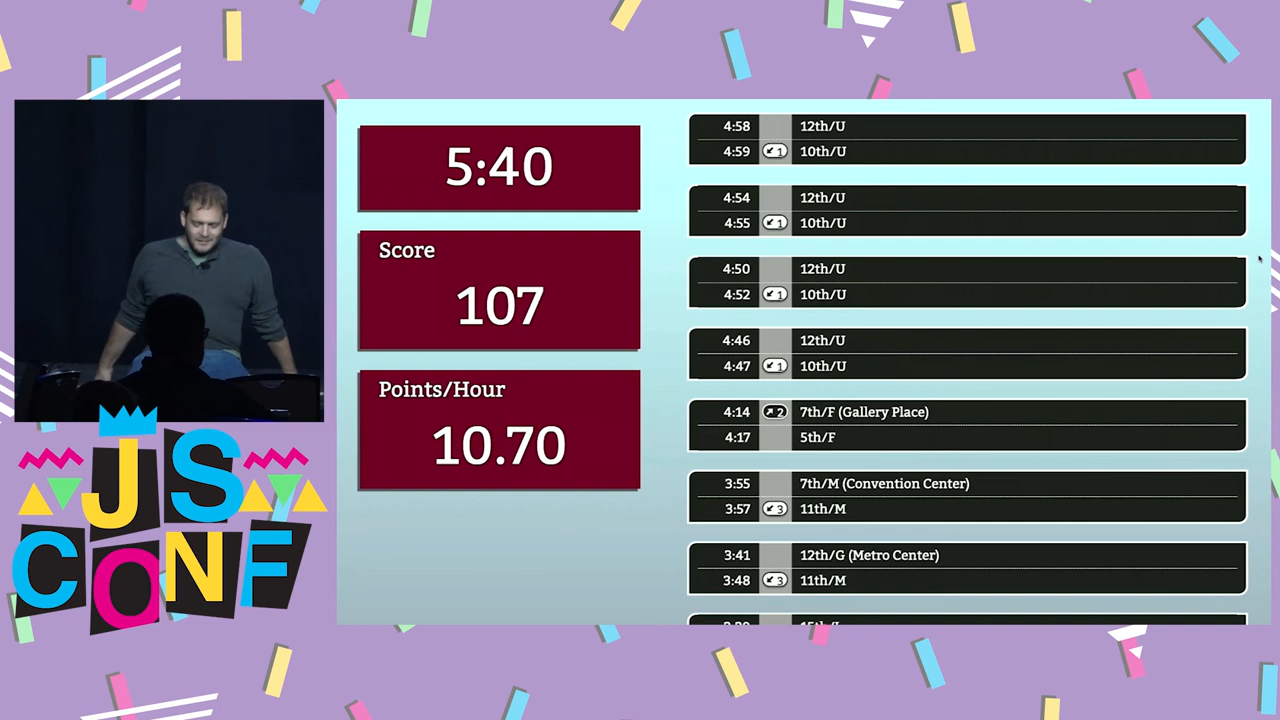 5:40
Score
107
Points/Hour
10.70
4:58 12th/U
4:59 ↙1 10th/U
4:54 12th/U
4:55 ↙1 10th/U
4:50 12th/U
4:52 ↙1 10th/U
4:46 12th/U
4:47 ↙1 10th/U
4:14 ↗2 7th/F (Gallery Place)
4:17 5th/F
3:55 7th/M (Convention Center)
3:57 ↙3 11th/M
3:41 12th/G (Metro Center)
3:48 ↙3 11th/M
JS
CONF